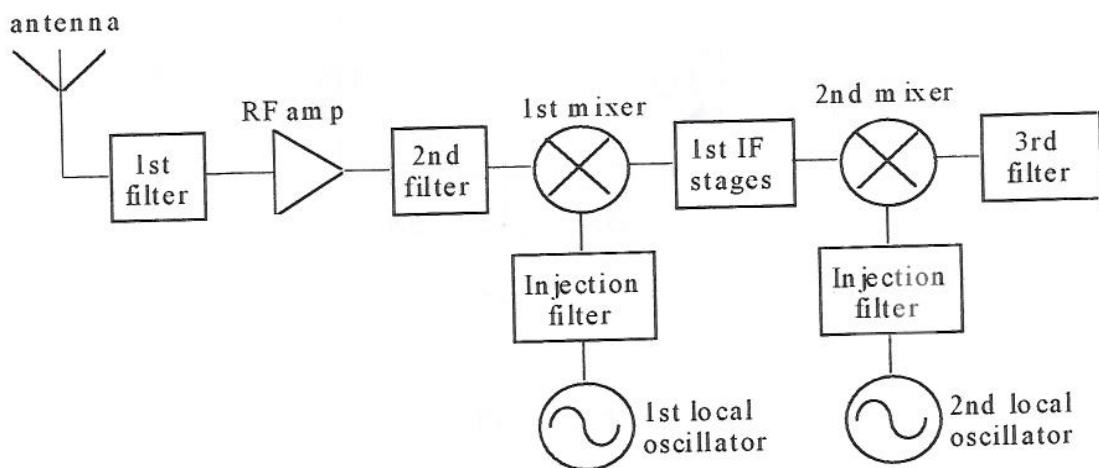 antenna
RF amp
1st mixer
2nd mixer
1st
filter
2nd
filter
1st IF
stages
3rd
filter
Injection
filter
Injection
filter
1st local
oscillator
2nd local
oscillator